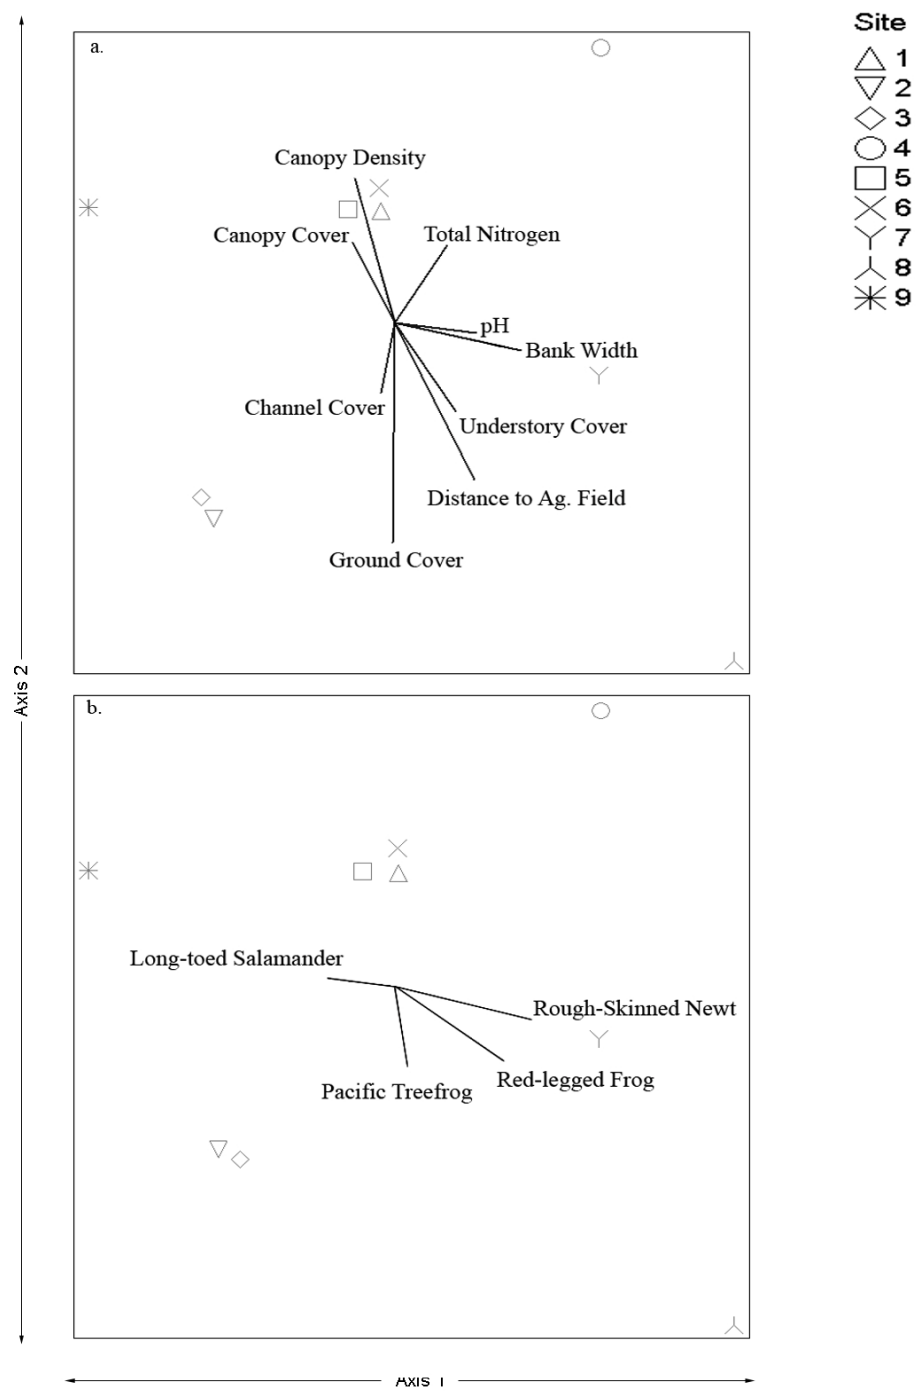 a.
Canopy Density
Canopy Cover
Total Nitrogen
pH
Bank Width
Channel Cover
Understory Cover
Distance to Ag. Field
Ground Cover
Axis 2
b.
Long-toed Salamander
Rough-Skinned Newt
Red-legged Frog
Pacific Treefrog
Axis 1
Site
1
2
3
4
5
6
7
8
9